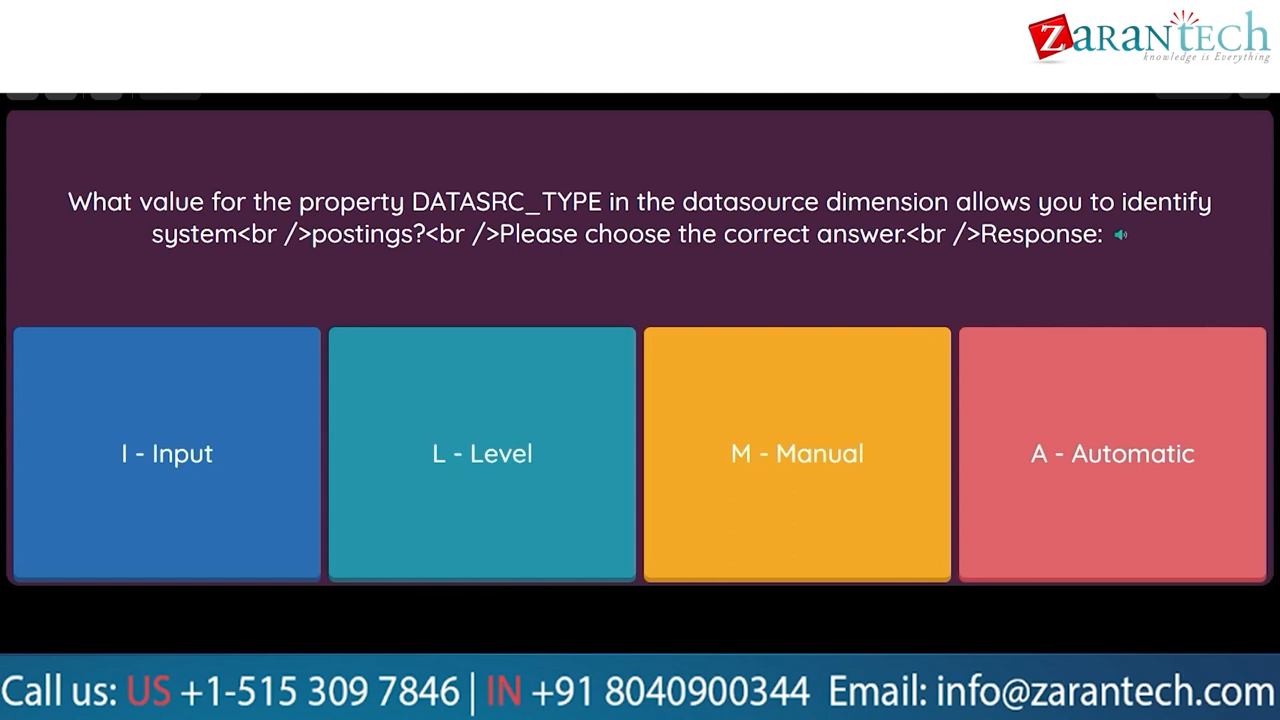 ZARANTECH
knowledge is Everything
What value for the property DATASRC_TYPE in the datasource dimension allows you to identify
system<br />postings?<br />Please choose the correct answer.<br />Response:
I - Input
L - Level
M - Manual
A - Automatic
Call us: US +1-515 309 7846 | IN +91 8040900344 Email: info@zarantech.com